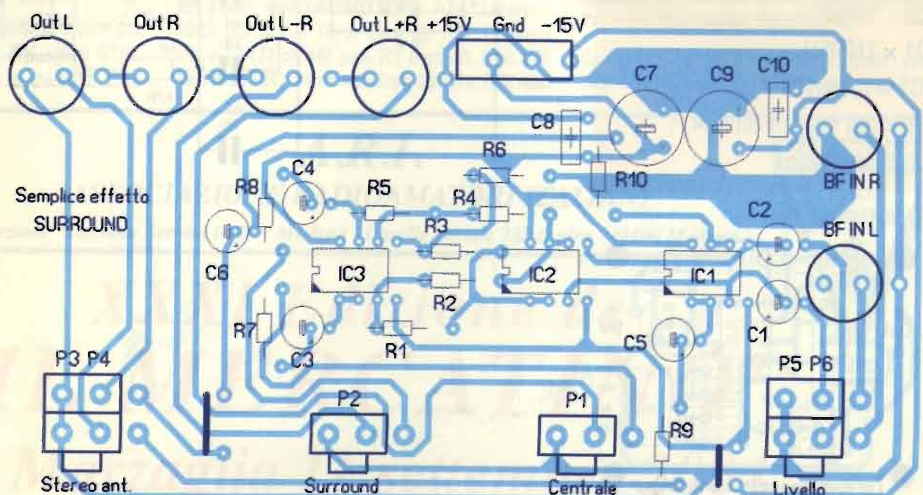 Out L Out R Out L-R Out L+R +15V Gnd -15V
C7 C9 C10
C8
R6
C4
R8 R5 R4 R10 BF IN R
Semplice effetto
SURROUND
R3 C2 BF IN L
C6 IC3 IC2 IC1
R2
R7 C3 R1 C5 C1
P3 P4 P2 P1 P5 P6
R9
Stereo ant. Surround Centrale Livello